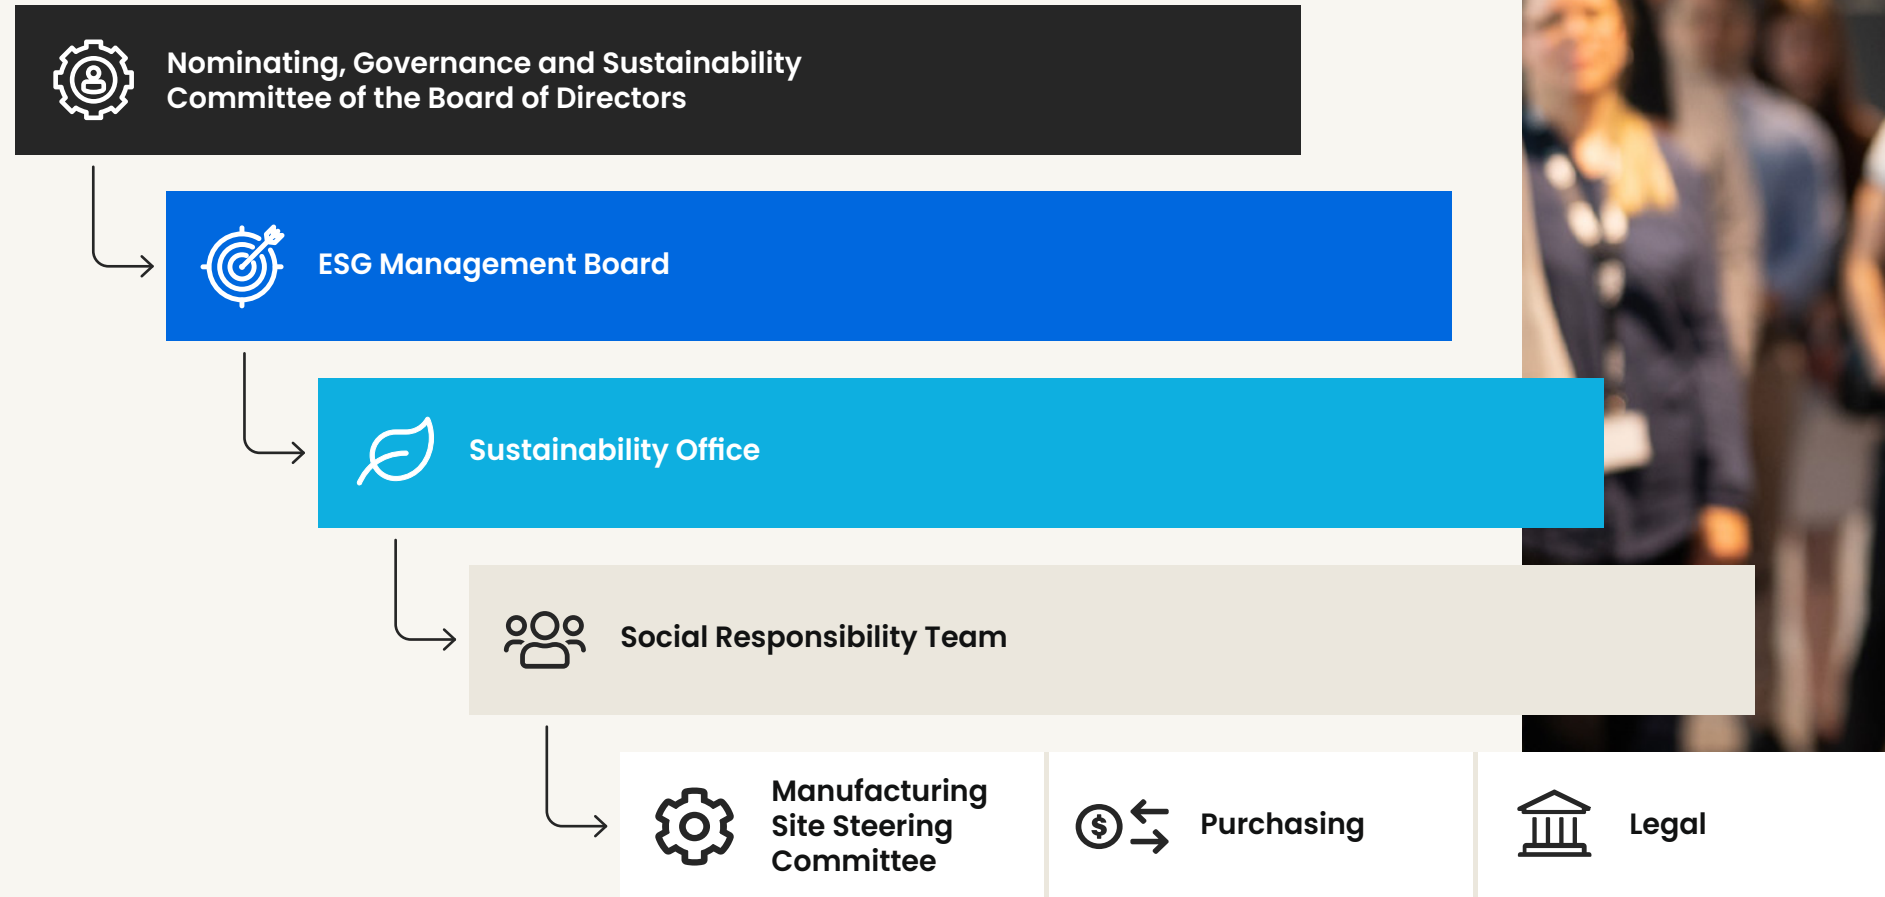 Nominating, Governance and Sustainability
Committee of the Board of Directors
ESG Management Board
Sustainability Office
Social Responsibility Team
Manufacturing
Site Steering
Committee
$
Purchasing
Legal